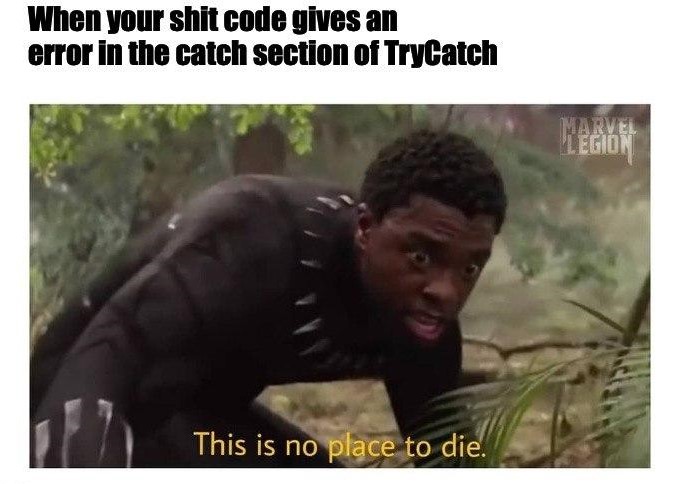 When your shit code gives an
error in the catch section of TryCatch
MARVEL
LEGION
This is no place to die.